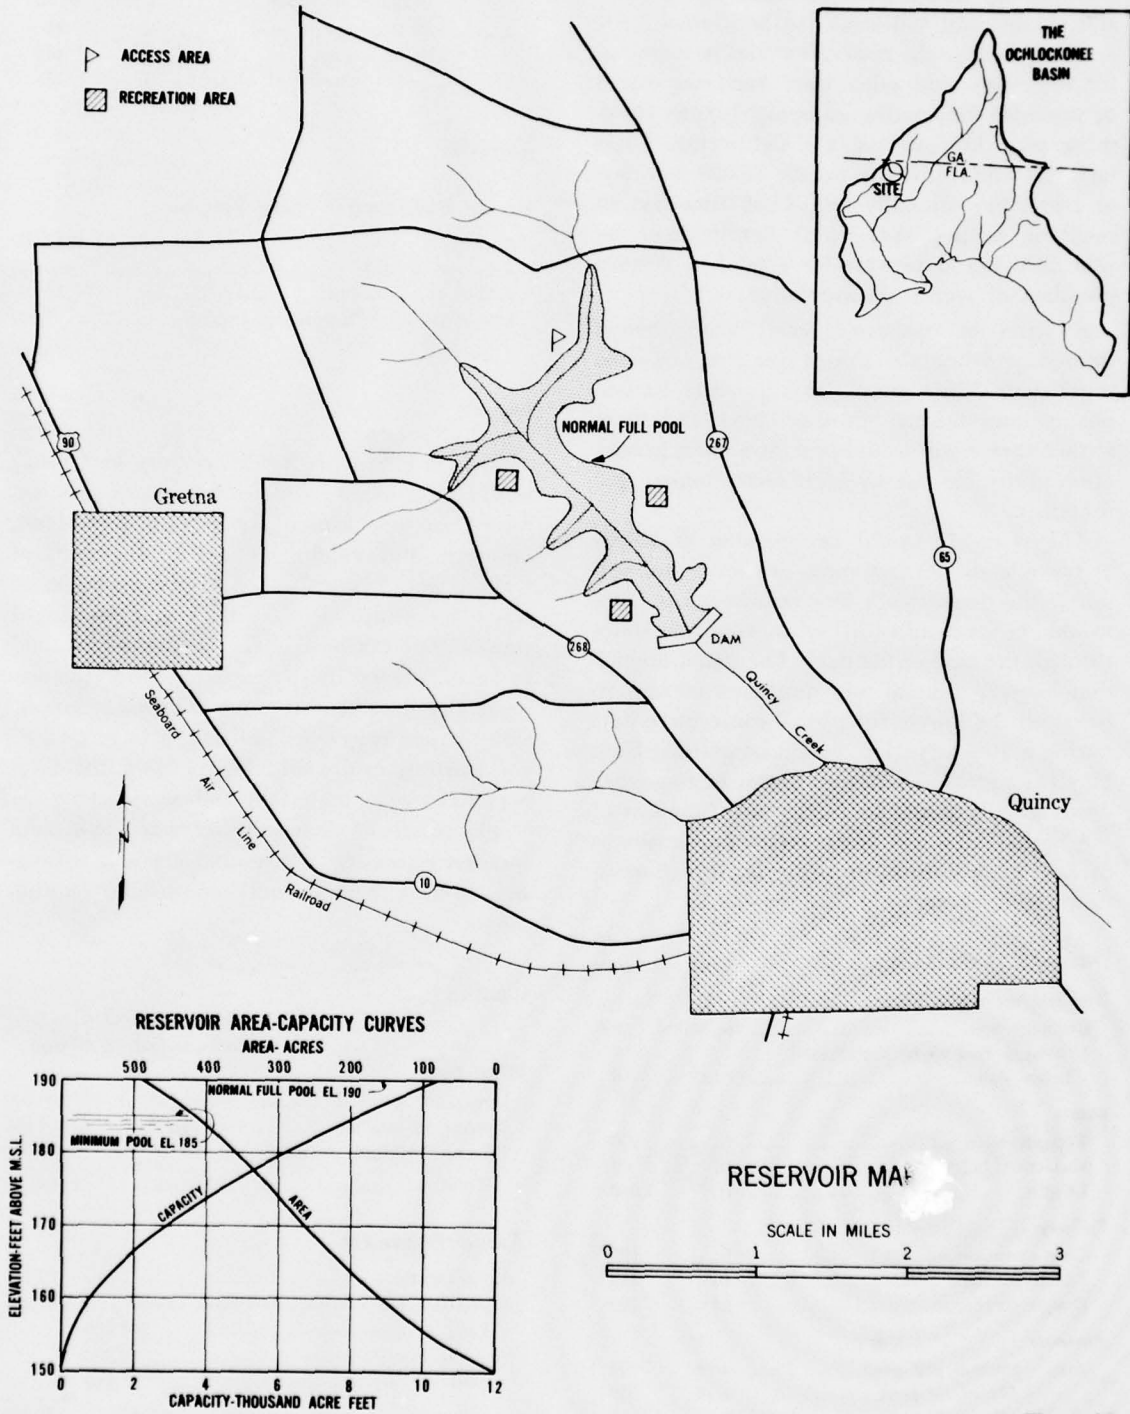 ACCESS AREA
RECREATION AREA
THE
OCHLOCKONEE
BASIN
GA.
FLA.
SITE
NORMAL FULL POOL
267
90
Gretna
65
268
DAM
Quincy
Creek
Seaboard
Air
Line
Railroad
10
Quincy
N
RESERVOIR AREA-CAPACITY CURVES
AREA- ACRES
500 400 300 200 100 0
190
NORMAL FULL POOL EL. 190
MINIMUM POOL EL. 185
180
CAPACITY
AREA
170
160
150
ELEVATION-FEET ABOVE M.S.L.
0 2 4 6 8 10 12
CAPACITY-THOUSAND ACRE FEET
RESERVOIR
SCALE IN MILES
0 1 2 3